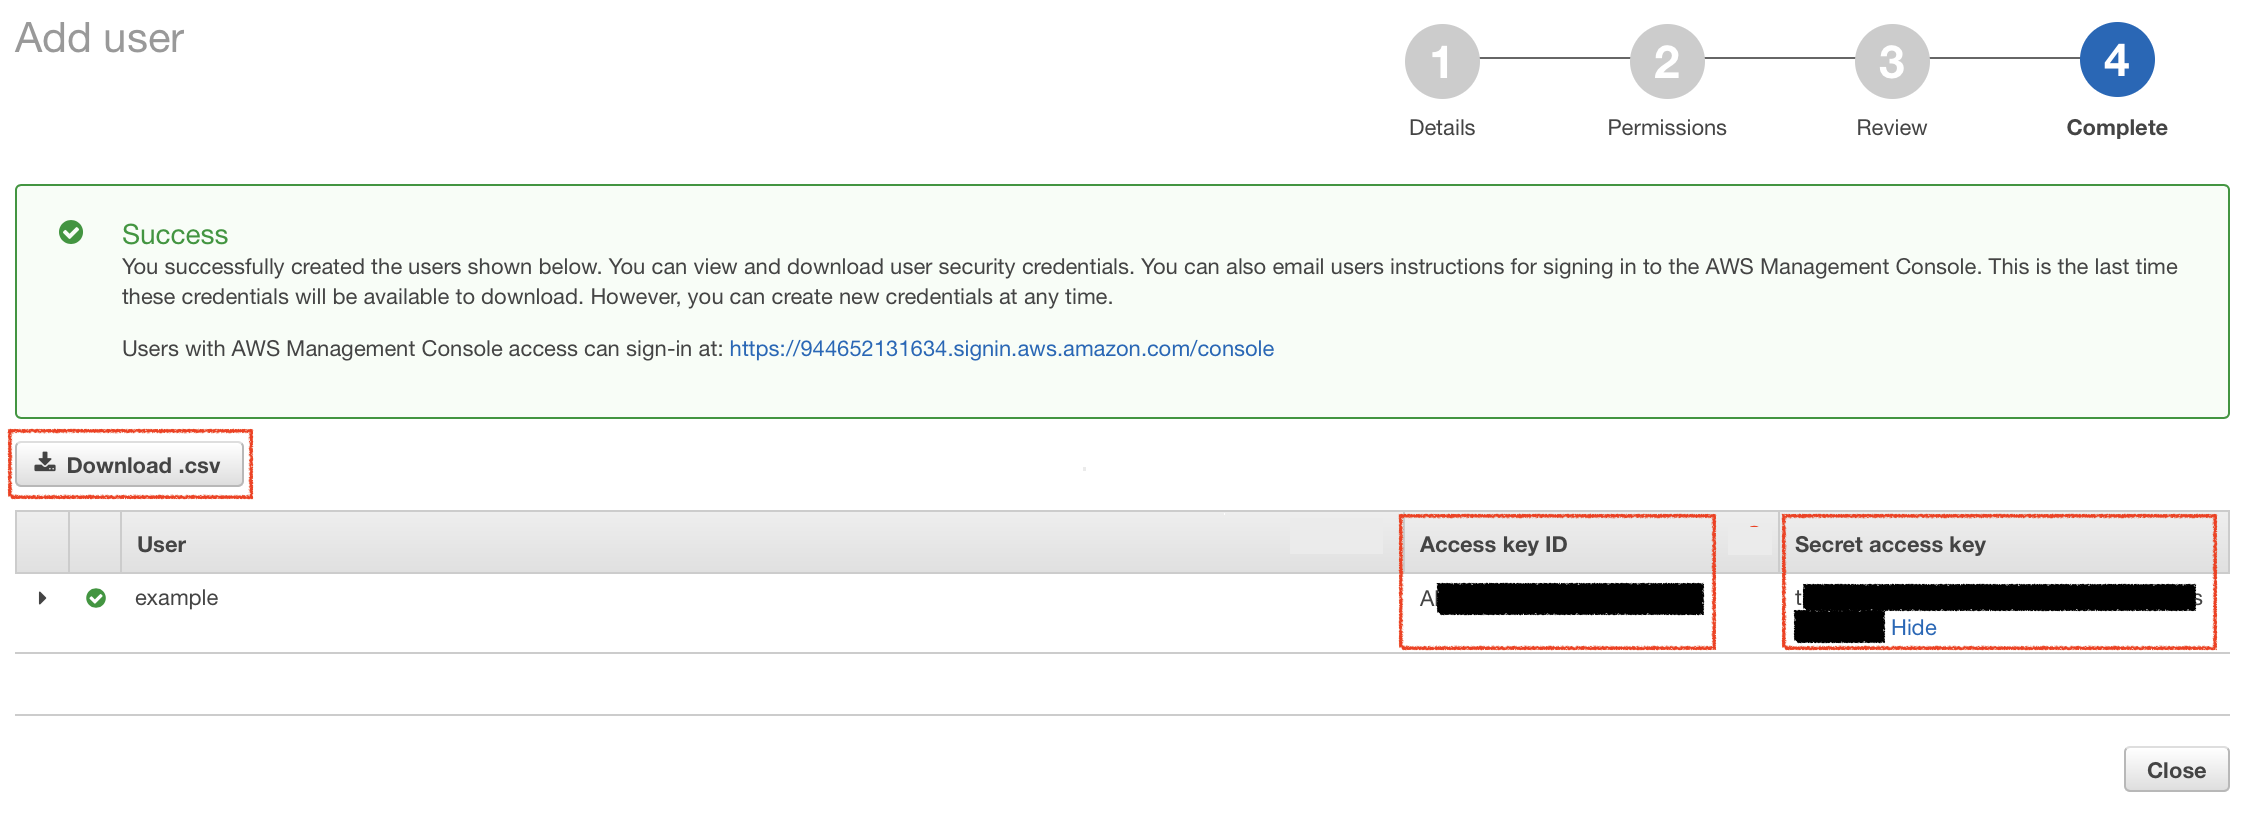 Add user
1
2
3
4
Details
Permissions
Review
Complete
Success
You successfully created the users shown below. You can view and download user security credentials. You can also email users instructions for signing in to the AWS Management Console. This is the last time
these credentials will be available to download. However, you can create new credentials at any time.
Users with AWS Management Console access can sign-in at: https://944652131634.signin.aws.amazon.com/console
Download .csv
User
Access key ID
Secret access key
example
Hide
Close